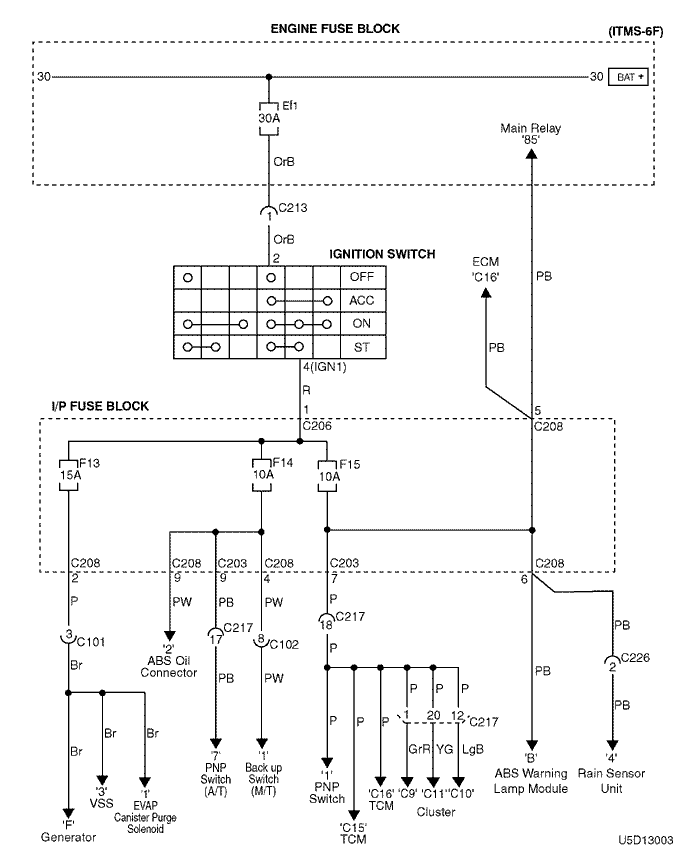 ENGINE FUSE BLOCK
(ITMS-6F)
30
30
BAT +
Ef1
30A
Main Relay
'85'
OrB
C213
1
OrB
2
IGNITION SWITCH
OFF
ACC
ON
ST
ECM
'C16'
PB
PB
4(IGN1)
R
1
C206
I/P FUSE BLOCK
5
C208
F13
15A
F14
10A
F15
10A
C208
2
C208
9
C203
9
C208
4
C203
7
C208
6
P
PW
PB
PW
P
PB
3
C101
C217
17
8
C102
C217
18
C226
2
Br
'2'
ABS Oil
Connector
PB
PW
P
PB
PB
P
P
P
P
P
P
1
20
12
C217
Br
Br
Br
GrR
YG
LgB
'F'
Generator
'3'
VSS
'1'
EVAP
Canister Purge
Solenoid
'7'
PNP
Switch
(A/T)
'1'
Back up
Switch
(M/T)
'1'
PNP
Switch
'C15'
TCM
'C16'
TCM
'C9'
'C11'
'C10'
Cluster
'B'
ABS Warning
Lamp Module
'4'
Rain Sensor
Unit
U5D13003